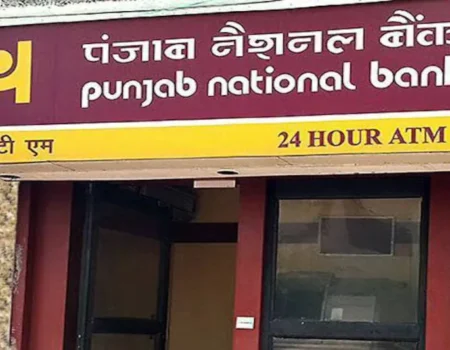 पंजाब नैशनल बैंक
punjab national bank
टी एम 24 HOUR ATM